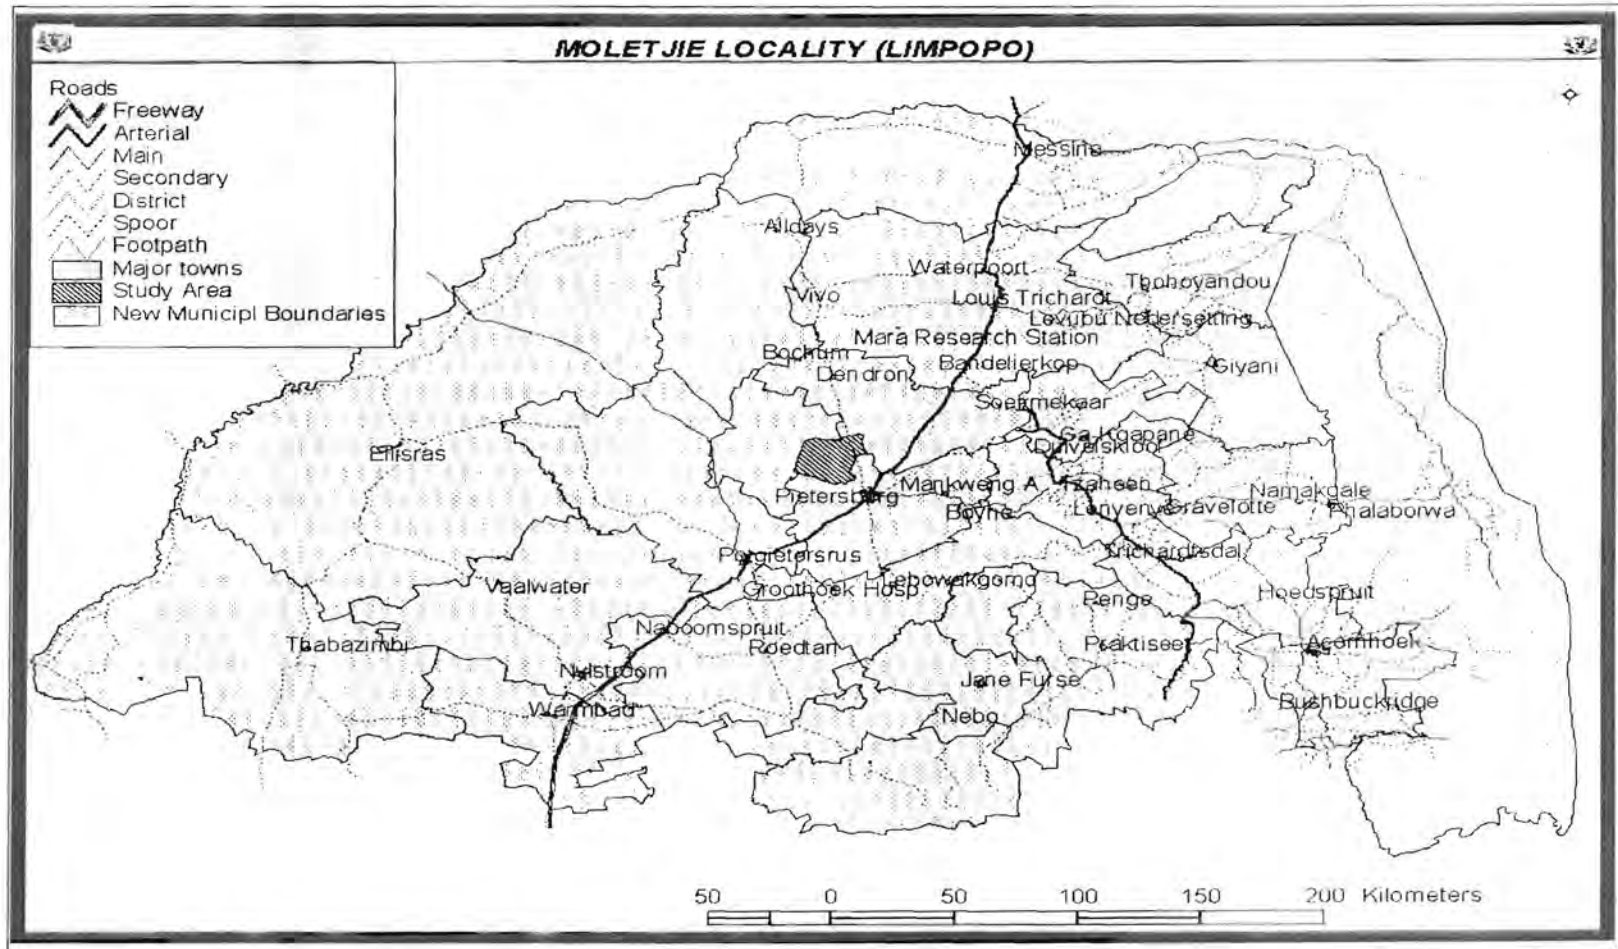 MOLETJIE LOCALITY (LIMPOPO)
Roads
Freeway
Arterial
Main
Secondary
District
Spoor
Footpath
Major towns
Study Area
New Municipl Boundaries
Messina
Alldays
Waterpoort
Thohoyandou
Vivo
Louis Trichardt
Levubu Nedersetting
Mara Research Station
Bochum
Bandelierkop
Giyani
Dendron
Soekmekaar
Ga-Kgapane
Duivelskloof
Ellisras
Mankweng A
Tzaneen
Namakgale
Pietersburg
Boyne
Lenyenye
Gravelotte
Phalaborwa
Potgietersrus
Trichardtsdal
Vaalwater
Groothoek Hosp
Lebowakgomo
Penge
Hoedspruit
Naboomspruit
Thabazimbi
Roedtan
Praktiseer
Acornhoek
Nylstroom
Jane Furse
Warmbad
Nebo
Bushbuckridge
50 0 50 100 150 200 Kilometers